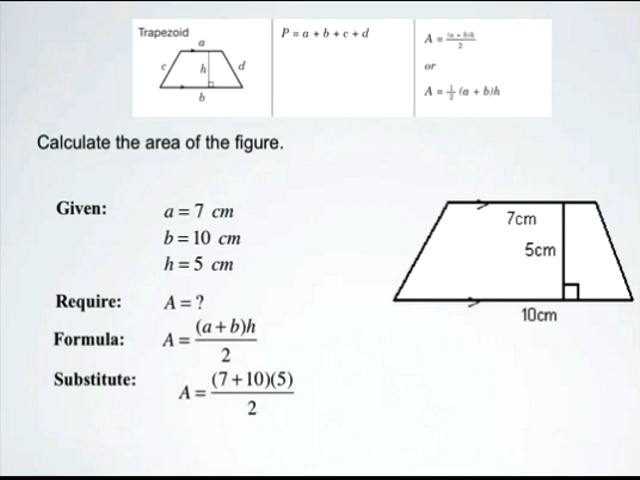 Trapezoid
a
c
h
d
b
P = a + b + c + d
A = (a + b)h / 2
or
A = 1/2 (a + b)h
Calculate the area of the figure.
Given:
a = 7 cm
b = 10 cm
h = 5 cm
Require: A = ?
Formula: A = (a + b)h / 2
Substitute: A = (7 + 10)(5) / 2
7cm
5cm
10cm